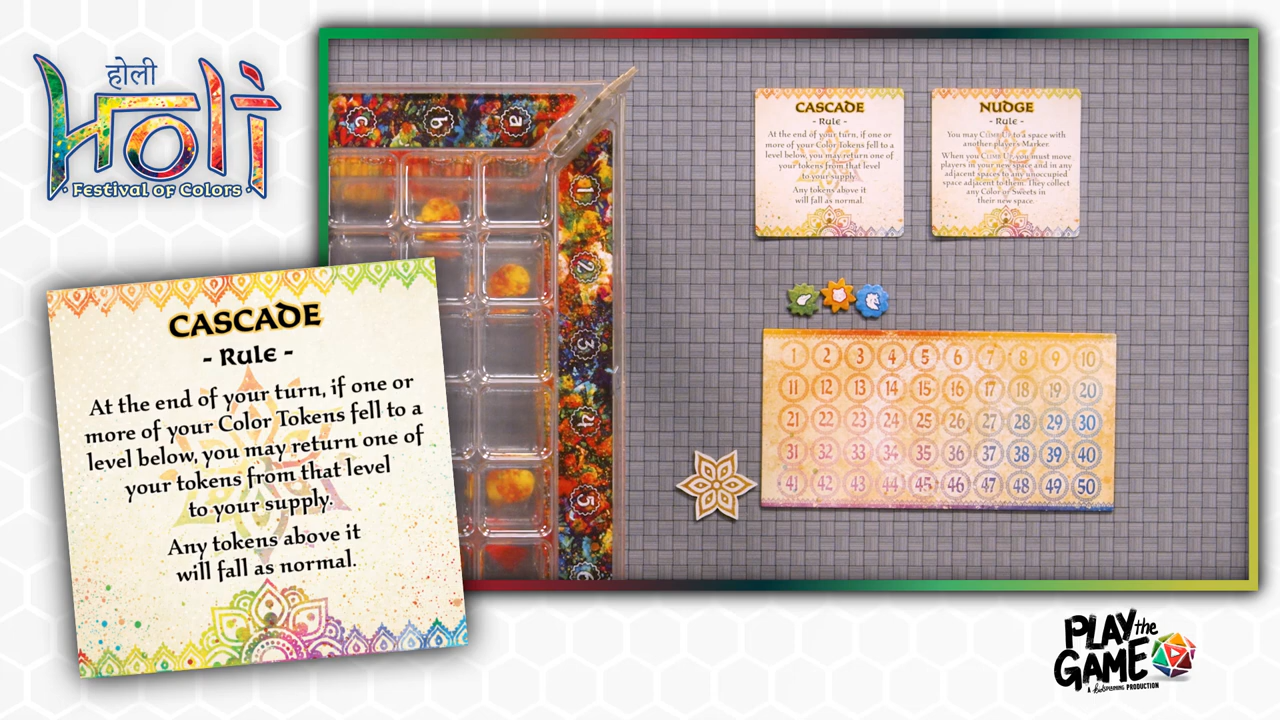 होली
Holi
· Festival of Colors ·
CASCADE
- Rule -
At the end of your turn, if one or
more of your Color Tokens fell to a
level below, you may return one of
your tokens from that level
to your supply.
Any tokens above it
will fall as normal.
c b a
1
2
3
4
5
6
CASCADE
- Rule -
At the end of your turn, if one or
more of your Color Tokens fell to a
level below, you may return one of
your tokens from that level
to your supply.
Any tokens above it
will fall as normal.
NUDGE
- Rule -
You may to a space with
another player's Marker.
When you you must move
players in your new space and in any
adjacent spaces to any unoccupied
space adjacent to them. They collect
any Color or Sweets in
their new space.
1 2 3 4 5 6 7 8 9 10
11 12 13 14 15 16 17 18 19 20
21 22 23 24 25 26 27 28 29 30
31 32 33 34 35 36 37 38 39 40
41 42 43 44 45 46 47 48 49 50
PLAY the
GAME
PRODUCTION